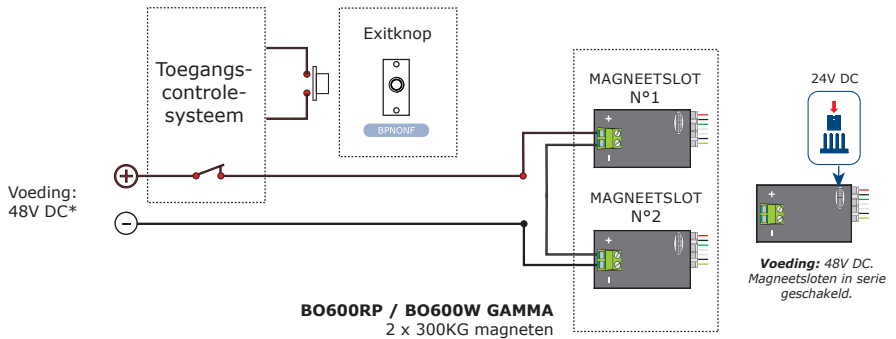 Toegangs-
controle-
systeem
Exitknop
BPNONF
MAGNEETSLOT
N°1
+
-
24V DC
Voeding:
48V DC*
+
-
MAGNEETSLOT
N°2
+
-
+
-
Voeding: 48V DC.
Magneetsloten in serie
geschakeld.
BO600RP / BO600W GAMMA
2 x 300KG magneten